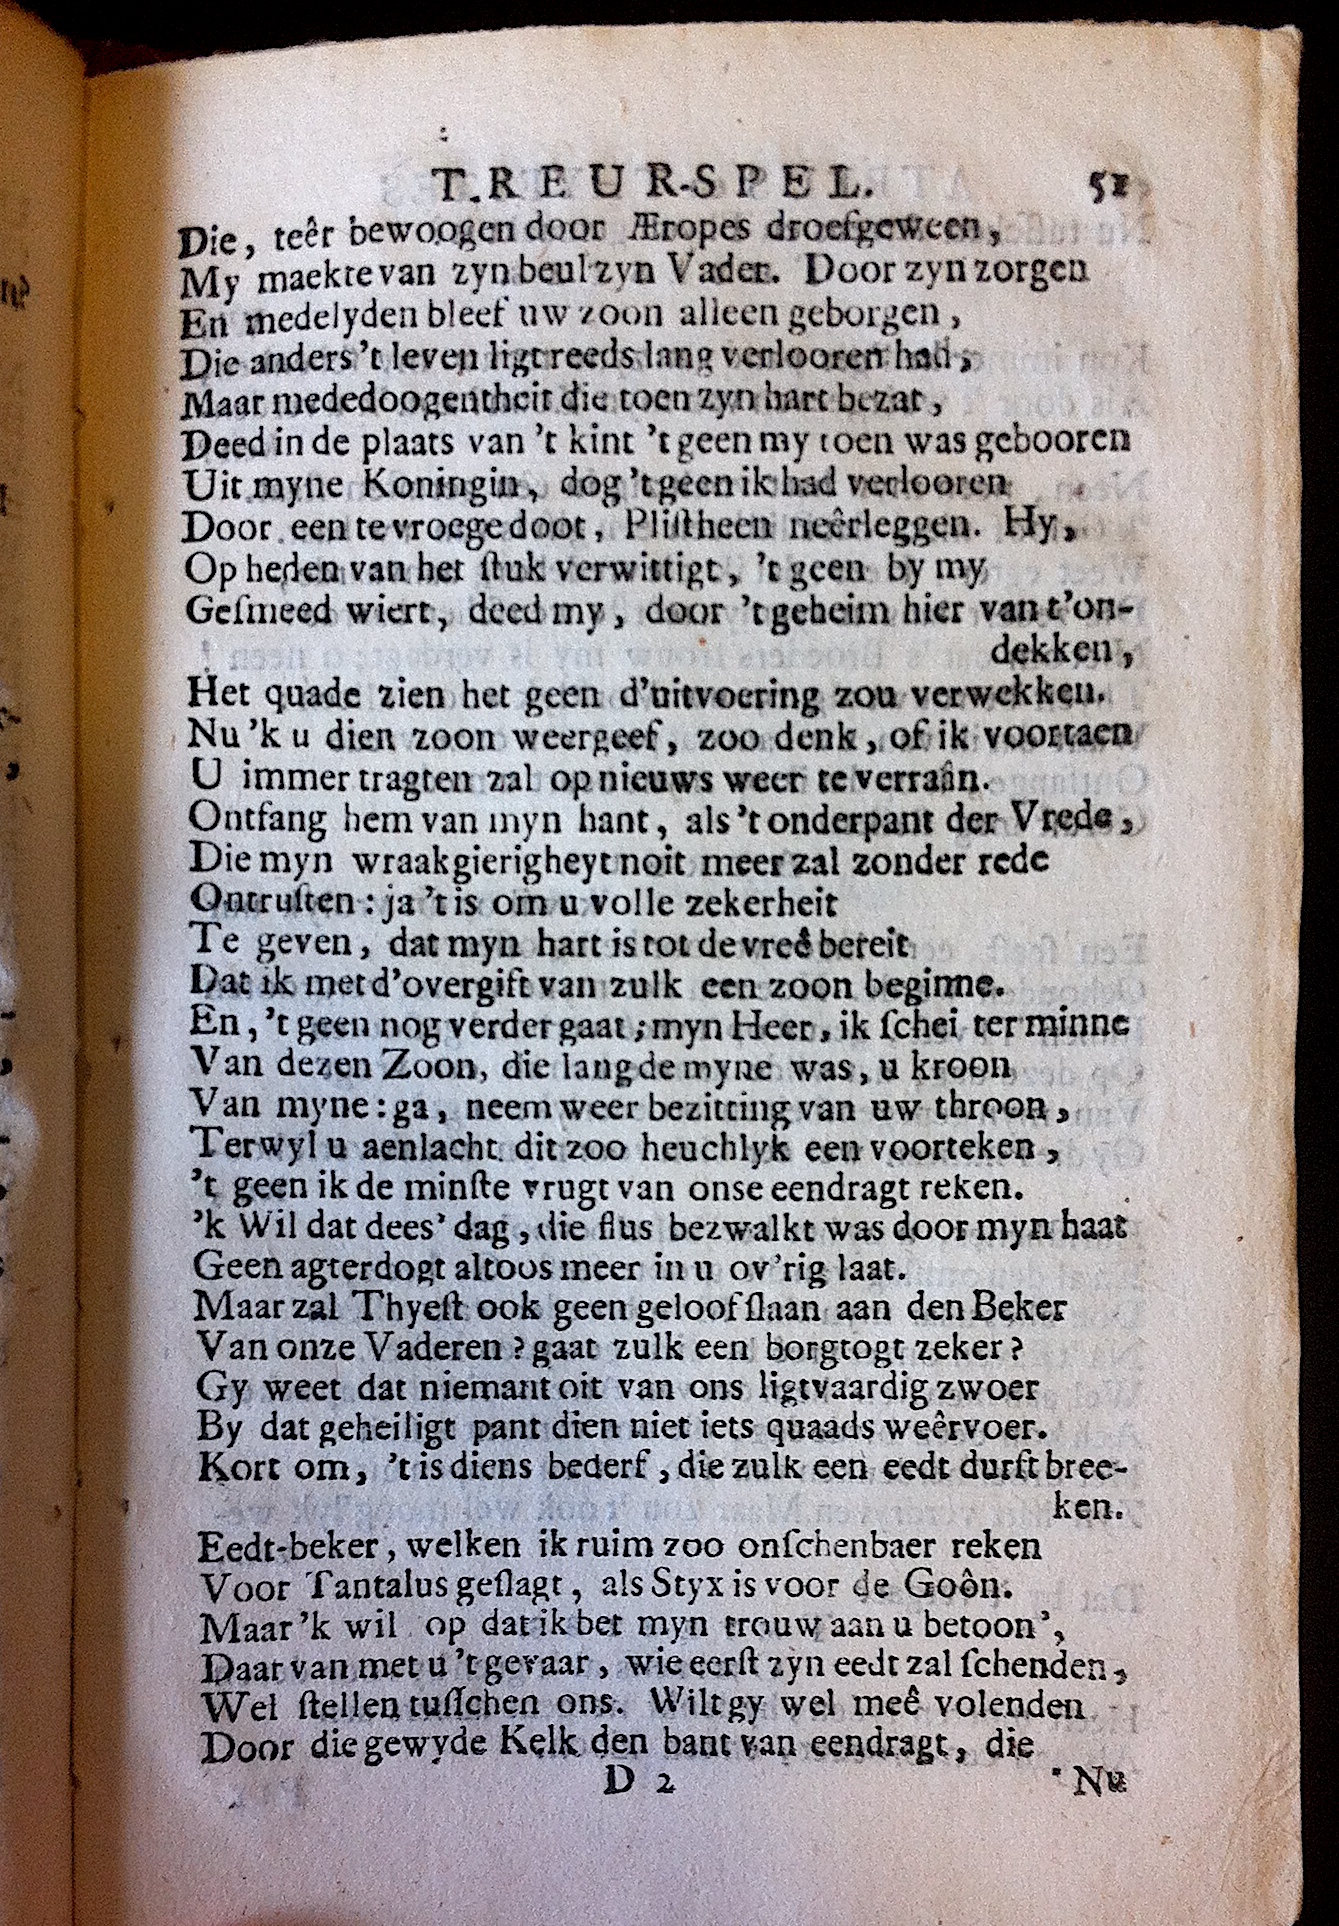 TREUR-SPEL. 51
Die, teêr bewoogen door Æropes droefgeween,
My maekte van zyn beul zyn Vader. Door zyn zorgen
En medelyden bleef uw zoon alleen geborgen,
Die anders 't leven ligt reeds lang verlooren had;
Maar mededoogentheit die toen zyn hart bezat,
Deed in de plaats van 't kint 't geen my toen was gebooren
Uit myne Koningin, dog 't geen ik had verlooren
Door een te vroege doot, Pliſtheen neêrleggen. Hy,
Op heden van het ſtuk verwittigt, 't geen by my
Geſmeed wiert, deed my, door 't geheim hier van t'on-
dekken,
Het quade zien het geen d'uitvoering zou verwekken.
Nu 'k u dien zoon weergeef, zoo denk, of ik voortaen
U immer tragten zal op nieuws weer te verraân.
Ontfang hem van myn hant, als 't onderpant der Vrede,
Die myn wraakgierigheyt noit meer zal zonder rede
Ontruſten: ja 't is om u volle zekerheit
Te geven, dat myn hart is tot de vreê bereit
Dat ik met d'overgift van zulk een zoon beginne.
En, 't geen nog verder gaat; myn Heer, ik ſchei ter minne
Van dezen Zoon, die lang de myne was, u kroon
Van myne: ga, neem weer bezitting van uw throon,
Terwyl u aenlacht dit zoo heuchlyk een voorteken,
't geen ik de minſte vrugt van onse eendragt reken.
'k Wil dat dees' dag, die flus bezwalkt was door myn haat
Geen agterdogt altoos meer in u ov'rig laat.
Maar zal Thyeſt ook geen geloof ſlaan aan den Beker
Van onze Vaderen? gaat zulk een borgtogt zeker?
Gy weet dat niemant oit van ons ligtvaardig zwoer
By dat geheiligt pant dien niet iets quaads weêrvoer.
Kort om, 't is diens bederf, die zulk een eedt durft bree-
ken.
Eedt-beker, welken ik ruim zoo onſchenbaer reken
Voor Tantalus geſlagt, als Styx is voor de Goôn.
Maar 'k wil op dat ik bet myn trouw aan u betoon',
Daar van met u 't gevaar, wie eerſt zyn eedt zal ſchenden,
Wel ſtellen tuſſchen ons. Wilt gy wel meê volenden
Door die gewyde Kelk den bant van eendragt, die
D 2 Nu